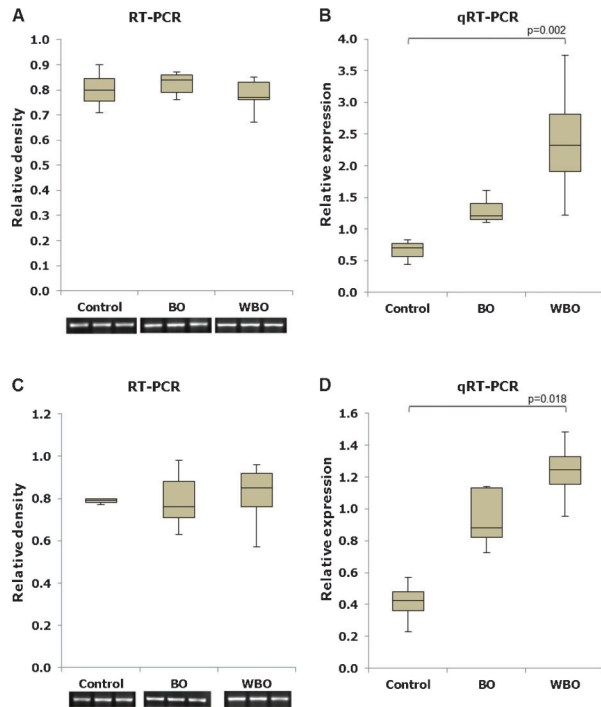 A
RT-PCR
Relative density
1.0
0.9
0.8
0.7
0.6
0.5
0.4
0.3
0.2
0.1
0.0
Control BO WBO
B
qRT-PCR
p=0.002
Relative expression
4.0
3.5
3.0
2.5
2.0
1.5
1.0
0.5
0.0
Control BO WBO
C
RT-PCR
Relative density
1.2
1.0
0.8
0.6
0.4
0.2
0.0
Control BO WBO
D
qRT-PCR
p=0.018
Relative expression
1.6
1.4
1.2
1.0
0.8
0.6
0.4
0.2
0.0
Control BO WBO